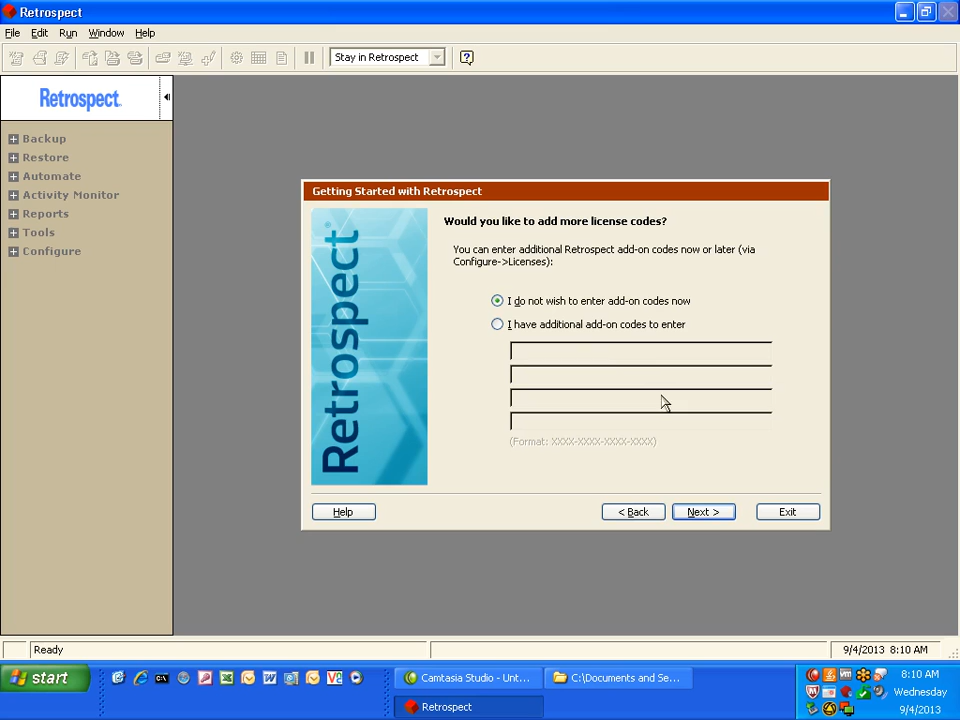 Retrospect
File Edit Run Window Help
Stay in Retrospect
Retrospect
Backup
Restore
Automate
Activity Monitor
Reports
Tools
Configure
Getting Started with Retrospect
Retrospect
Would you like to add more license codes?
You can enter additional Retrospect add-on codes now or later (via
Configure->Licenses):
I do not wish to enter add-on codes now
I have additional add-on codes to enter
(Format: XXXX-XXXX-XXXX-XXXX)
Help < Back Next > Exit
Ready 9/4/2013 8:10 AM
start Camtasia Studio - Unt... C:\Documents and Se... 8:10 AM
Wednesday
Retrospect 9/4/2013